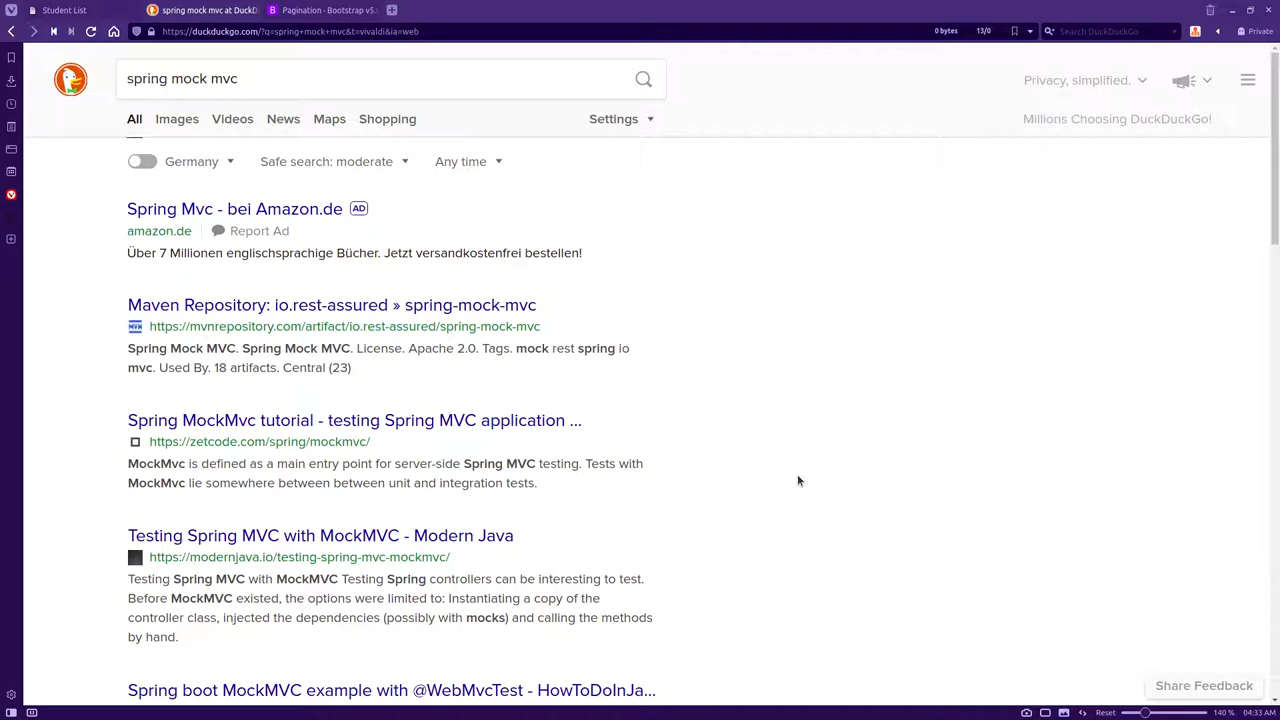 Student List
spring mock mvc at DuckD
Pagination · Bootstrap v5.
https://duckduckgo.com/?q=spring+mock+mvc&t=vivaldi&ia=web
0 bytes
13/0
Search DuckDuckGo
Private
spring mock mvc
Privacy, simplified.
All
Images
Videos
News
Maps
Shopping
Settings
Millions Choosing DuckDuckGo!
Germany
Safe search: moderate
Any time
Spring Mvc - bei Amazon.de AD
amazon.de
Report Ad
Über 7 Millionen englischsprachige Bücher. Jetzt versandkostenfrei bestellen!
Maven Repository: io.rest-assured » spring-mock-mvc
MVN
https://mvnrepository.com/artifact/io.rest-assured/spring-mock-mvc
Spring Mock MVC. Spring Mock MVC. License. Apache 2.0. Tags. mock rest spring io
mvc. Used By. 18 artifacts. Central (23)
Spring MockMvc tutorial - testing Spring MVC application ...
https://zetcode.com/spring/mockmvc/
MockMvc is defined as a main entry point for server-side Spring MVC testing. Tests with
MockMvc lie somewhere between between unit and integration tests.
Testing Spring MVC with MockMVC - Modern Java
https://modernjava.io/testing-spring-mvc-mockmvc/
Testing Spring MVC with MockMVC Testing Spring controllers can be interesting to test.
Before MockMVC existed, the options were limited to: Instantiating a copy of the
controller class, injected the dependencies (possibly with mocks) and calling the methods
by hand.
Spring boot MockMVC example with @WebMvcTest - HowToDoInJa...
Share Feedback
Reset
140 %
04:33 AM